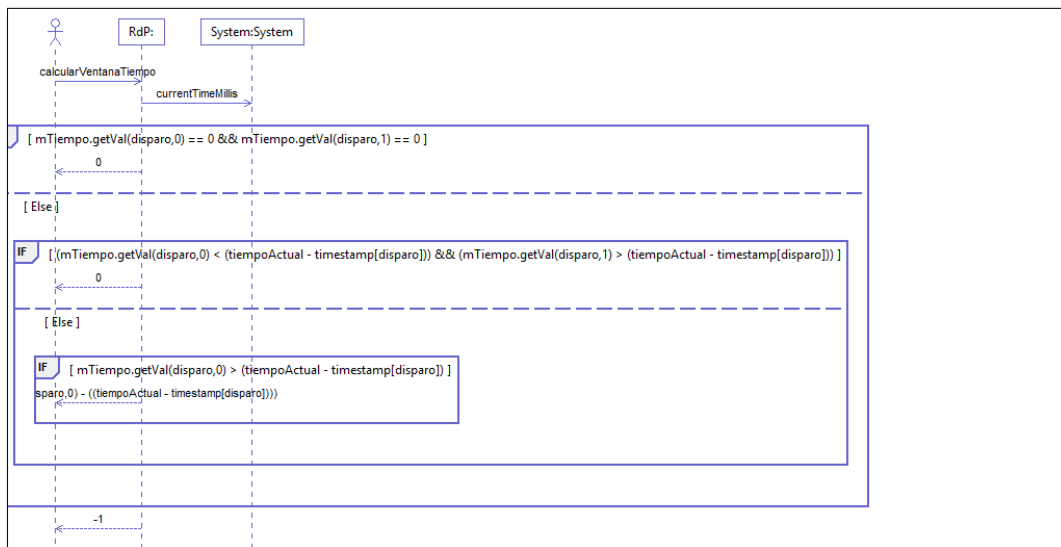 RdP:
System:System
calcularVentanaTiempo
currentTimeMillis
[ mTiempo.getVal(disparo,0) == 0 && mTiempo.getVal(disparo,1) == 0 ]
0
[ Else ]
IF
[ (mTiempo.getVal(disparo,0) < (tiempoActual - timestamp[disparo])) && (mTiempo.getVal(disparo,1) > (tiempoActual - timestamp[disparo])) ]
0
[ Else ]
IF
[ mTiempo.getVal(disparo,0) > (tiempoActual - timestamp[disparo]) ]
sparo,0) - ((tiempoActual - timestamp[disparo])))
-1